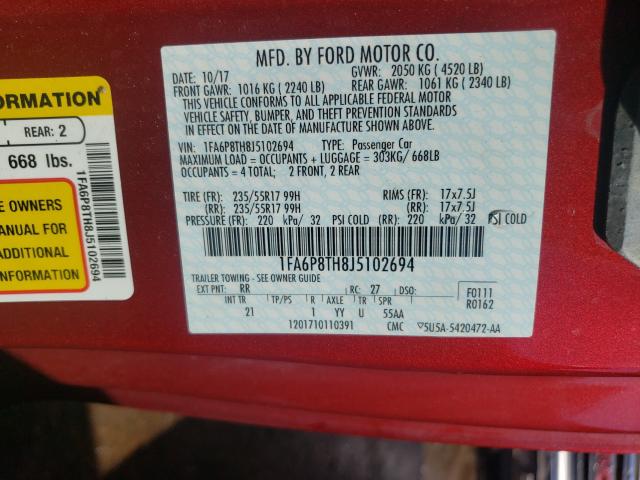 ORMATION
REAR: 2
668 lbs.
E OWNERS
MANUAL FOR
ADDITIONAL
ORMATION
1FA6P8TH8J5102694
MFD. BY FORD MOTOR CO.
DATE: 10/17 GVWR: 2050 KG ( 4520 LB)
FRONT GAWR: 1016 KG ( 2240 LB) REAR GAWR: 1061 KG ( 2340 LB)
THIS VEHICLE CONFORMS TO ALL APPLICABLE FEDERAL MOTOR
VEHICLE SAFETY, BUMPER, AND THEFT PREVENTION STANDARDS
IN EFFECT ON THE DATE OF MANUFACTURE SHOWN ABOVE.
VIN: 1FA6P8TH8J5102694 TYPE: Passenger Car
MAXIMUM LOAD = OCCUPANTS + LUGGAGE = 303KG/ 668LB
OCCUPANTS = 4 TOTAL; 2 FRONT, 2 REAR
TIRE (FR): 235/55R17 99H RIMS (FR): 17x7.5J
(RR): 235/55R17 99H (RR): 17x7.5J
PRESSURE (FR): 220 kPa/ 32 PSI COLD (RR): 220 kPa/ 32 PSI COLD
1FA6P8TH8J5102694
TRAILER TOWING - SEE OWNER GUIDE
EXT PNT: RR RC: 27 DSO: F0111
INT TR TP/PS R AXLE TR SPR R0162
21 1 YY U 55AA
1201710110391 CMC 5U5A-5420472-AA